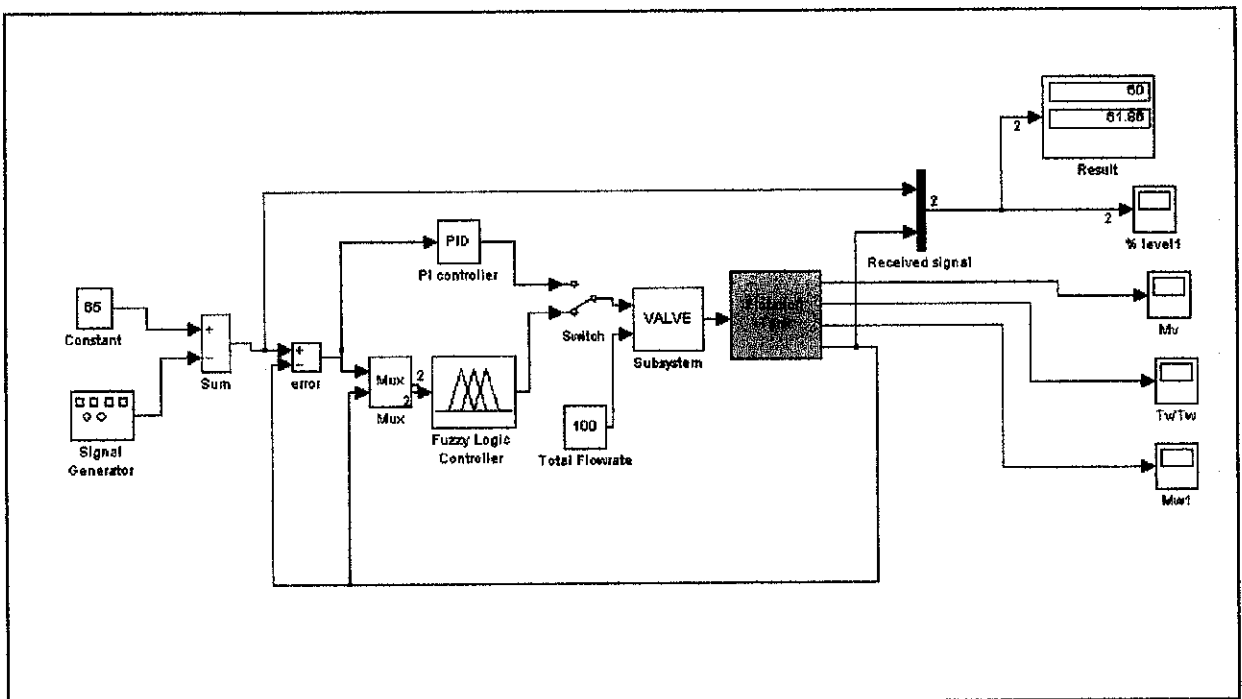 60
61.86
2
Result
2
2
% level1
Received signal
PID
PI controller
65
Constant
+
−
Sum
+
−
error
Switch
VALVE
Subsystem
Mv
Mux
2
2
Mux
Fuzzy Logic
Controller
100
Total Flowrate
Signal
Generator
Tw/Tw
Mw1